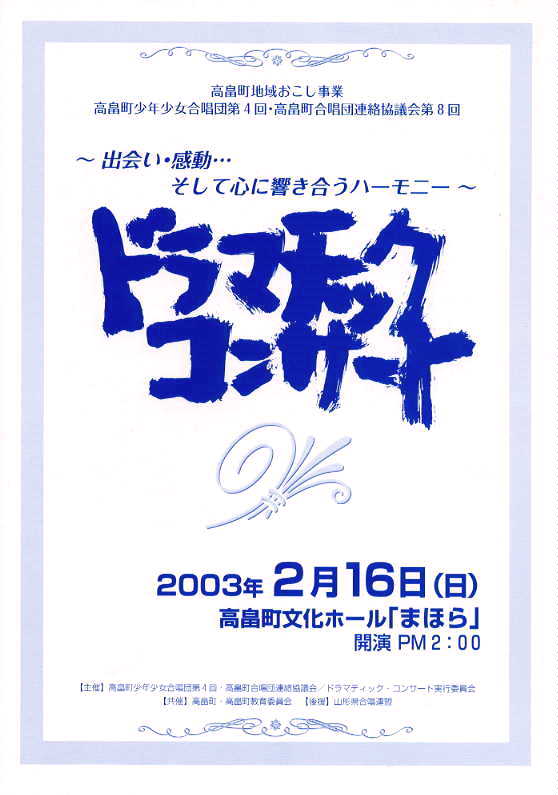 高畠町地域おこし事業
高畠町少年少女合唱団第4回・高畠町合唱団連絡協議会第8回
～ 出会い・感動…
そして心に響き合うハーモニー ～
ドラマチック
コンサート
2003年 2月16日(日)
高畠町文化ホール「まほら」
開演 PM2:00
【主催】高畠町少年少女合唱団第4回・高畠町合唱団連絡協議会／ドラマティック・コンサート実行委員会
【共催】高畠町・高畠町教育委員会 【後援】山形県合唱連盟